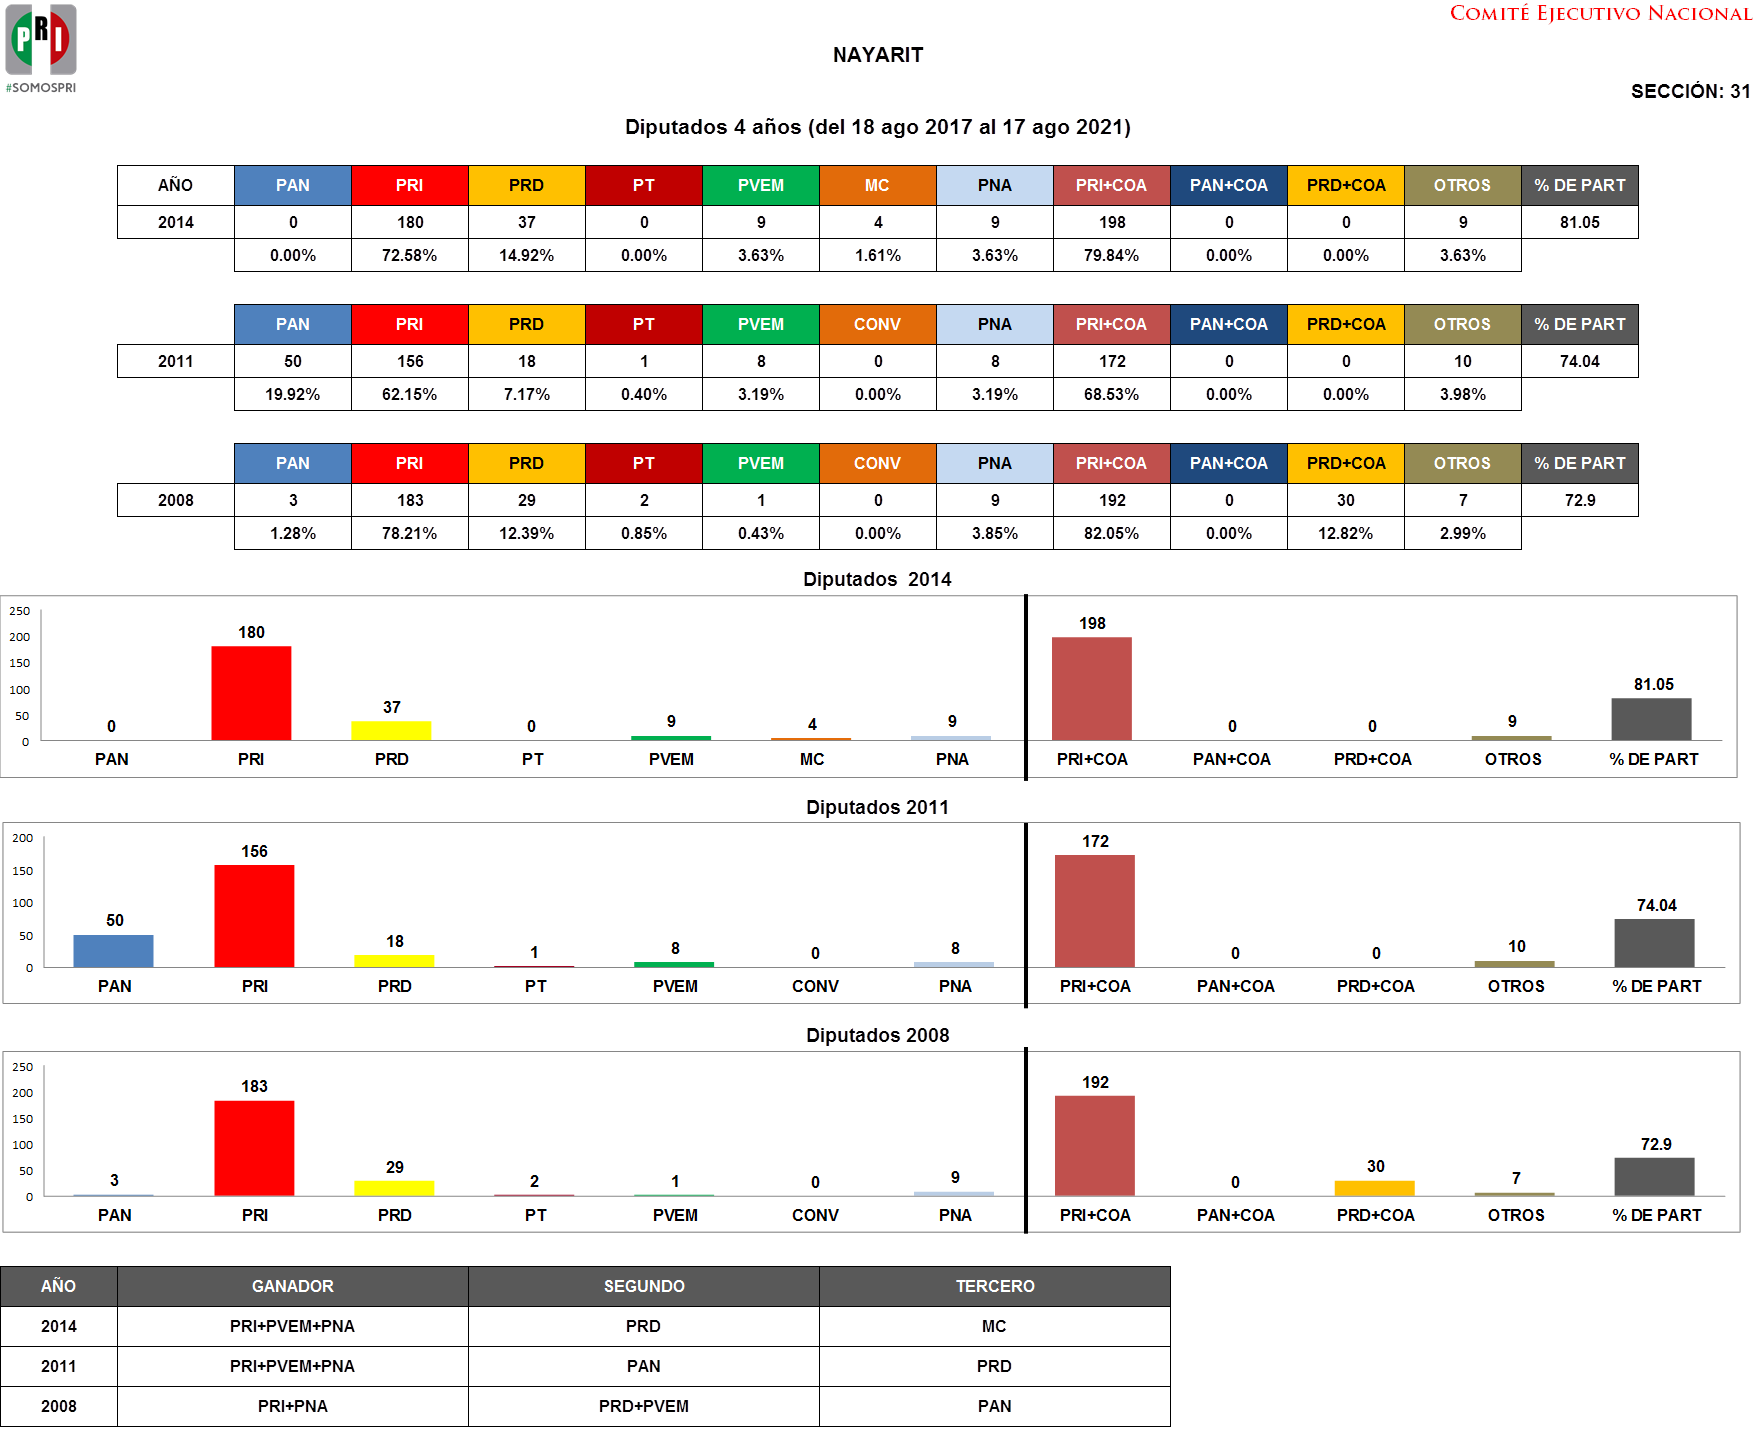 PRI
#SOMOSPRI
COMITÉ EJECUTIVO NACIONAL
NAYARIT
SECCIÓN: 31
Diputados 4 años (del 18 ago 2017 al 17 ago 2021)
AÑO PAN PRI PRD PT PVEM MC PNA PRI+COA PAN+COA PRD+COA OTROS % DE PART
2014 0 180 37 0 9 4 9 198 0 0 9 81.05
0.00% 72.58% 14.92% 0.00% 3.63% 1.61% 3.63% 79.84% 0.00% 0.00% 3.63%
PAN PRI PRD PT PVEM CONV PNA PRI+COA PAN+COA PRD+COA OTROS % DE PART
2011 50 156 18 1 8 0 8 172 0 0 10 74.04
19.92% 62.15% 7.17% 0.40% 3.19% 0.00% 3.19% 68.53% 0.00% 0.00% 3.98%
PAN PRI PRD PT PVEM CONV PNA PRI+COA PAN+COA PRD+COA OTROS % DE PART
2008 3 183 29 2 1 0 9 192 0 30 7 72.9
1.28% 78.21% 12.39% 0.85% 0.43% 0.00% 3.85% 82.05% 0.00% 12.82% 2.99%
Diputados 2014
250
200
150
100
50
0
0 180 37 0 9 4 9 198 0 0 9 81.05
PAN PRI PRD PT PVEM MC PNA PRI+COA PAN+COA PRD+COA OTROS % DE PART
Diputados 2011
200
150
100
50
0
50 156 18 1 8 0 8 172 0 0 10 74.04
PAN PRI PRD PT PVEM CONV PNA PRI+COA PAN+COA PRD+COA OTROS % DE PART
Diputados 2008
250
200
150
100
50
0
3 183 29 2 1 0 9 192 0 30 7 72.9
PAN PRI PRD PT PVEM CONV PNA PRI+COA PAN+COA PRD+COA OTROS % DE PART
AÑO GANADOR SEGUNDO TERCERO
2014 PRI+PVEM+PNA PRD MC
2011 PRI+PVEM+PNA PAN PRD
2008 PRI+PNA PRD+PVEM PAN